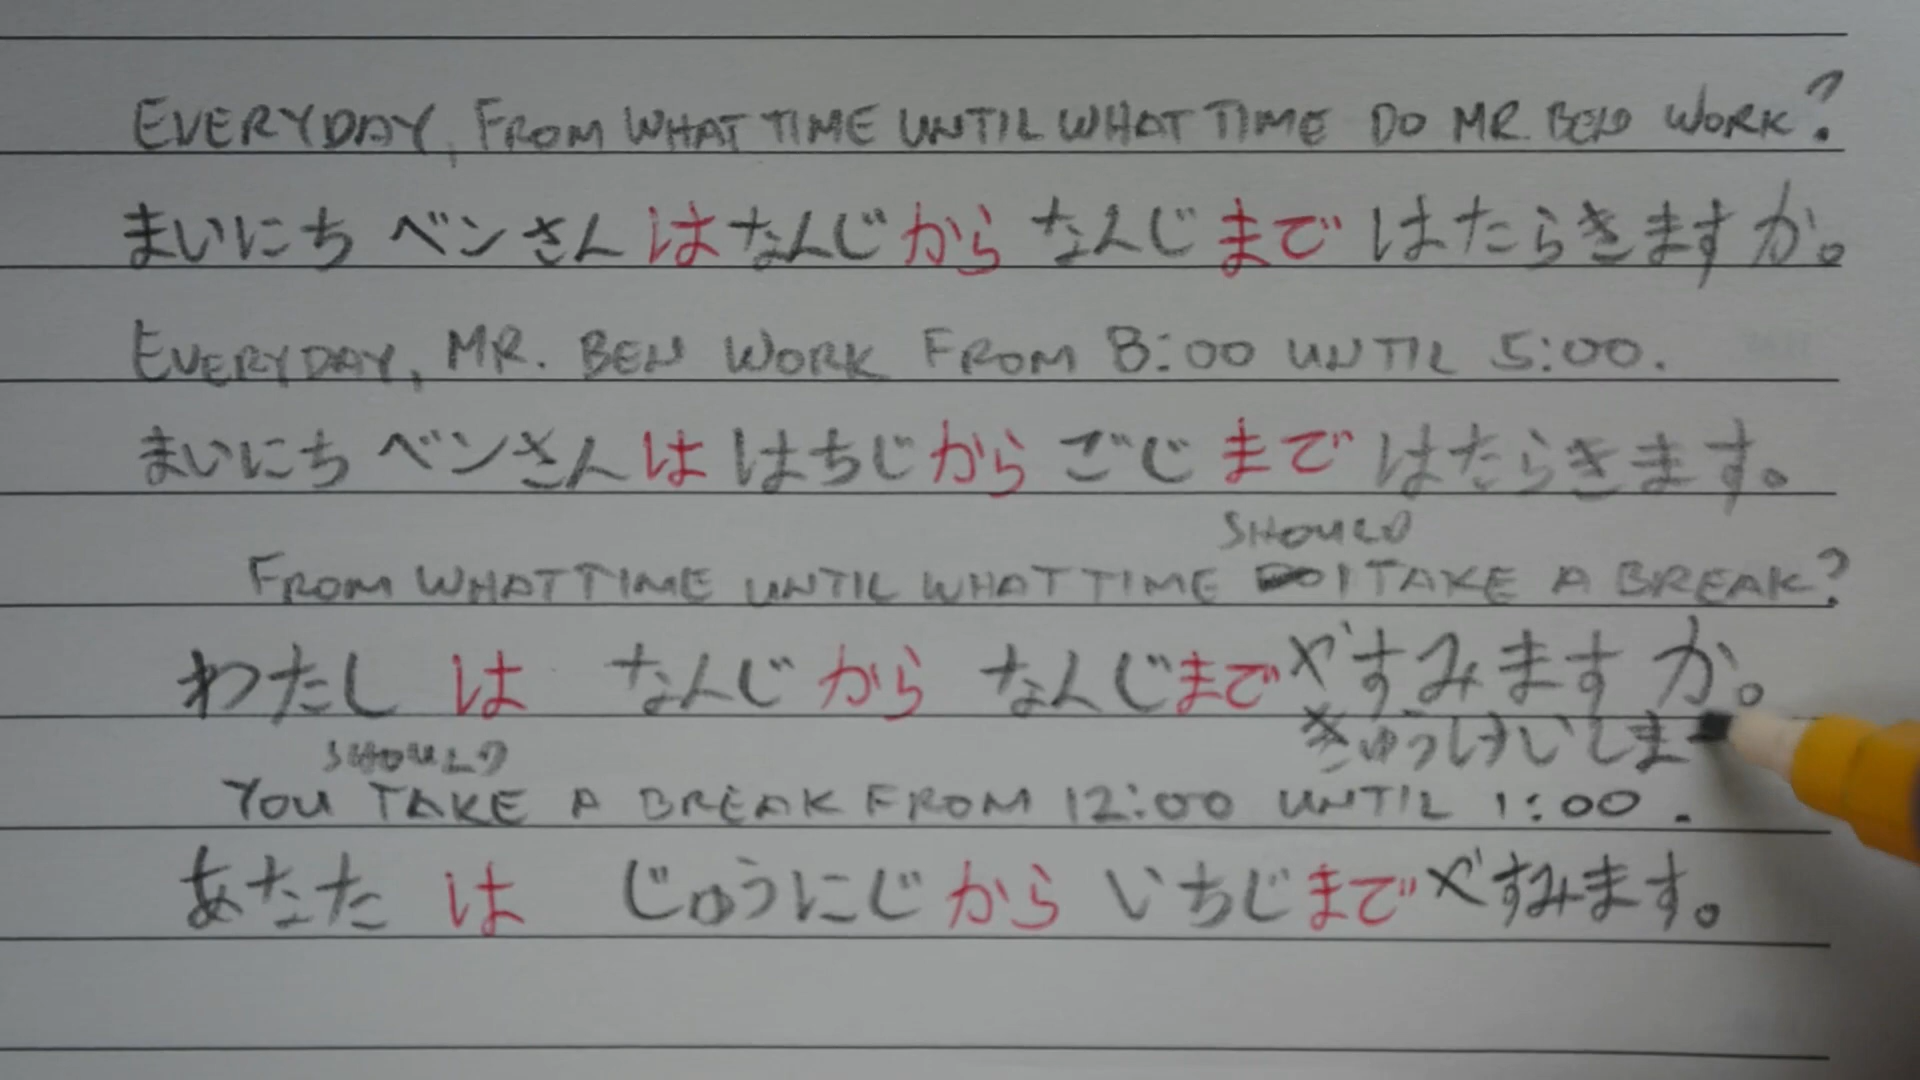 EVERYDAY, FROM WHAT TIME UNTIL WHAT TIME DO MR. BEN WORK?
まいにち ベンさん は なんじ から なんじ まで はたらきます か。
EVERYDAY, MR. BEN WORK FROM 8:00 UNTIL 5:00.
まいにち ベンさん は はちじ から ごじ まで はたらきます。
SHOULD
FROM WHAT TIME UNTIL WHAT TIME I TAKE A BREAK?
わたし は なんじ から なんじ まで やすみます か。
きゅうけいしま
SHOULD
YOU TAKE A BREAK FROM 12:00 UNTIL 1:00.
あなた は じゅうにじ から いちじ まで やすみます。